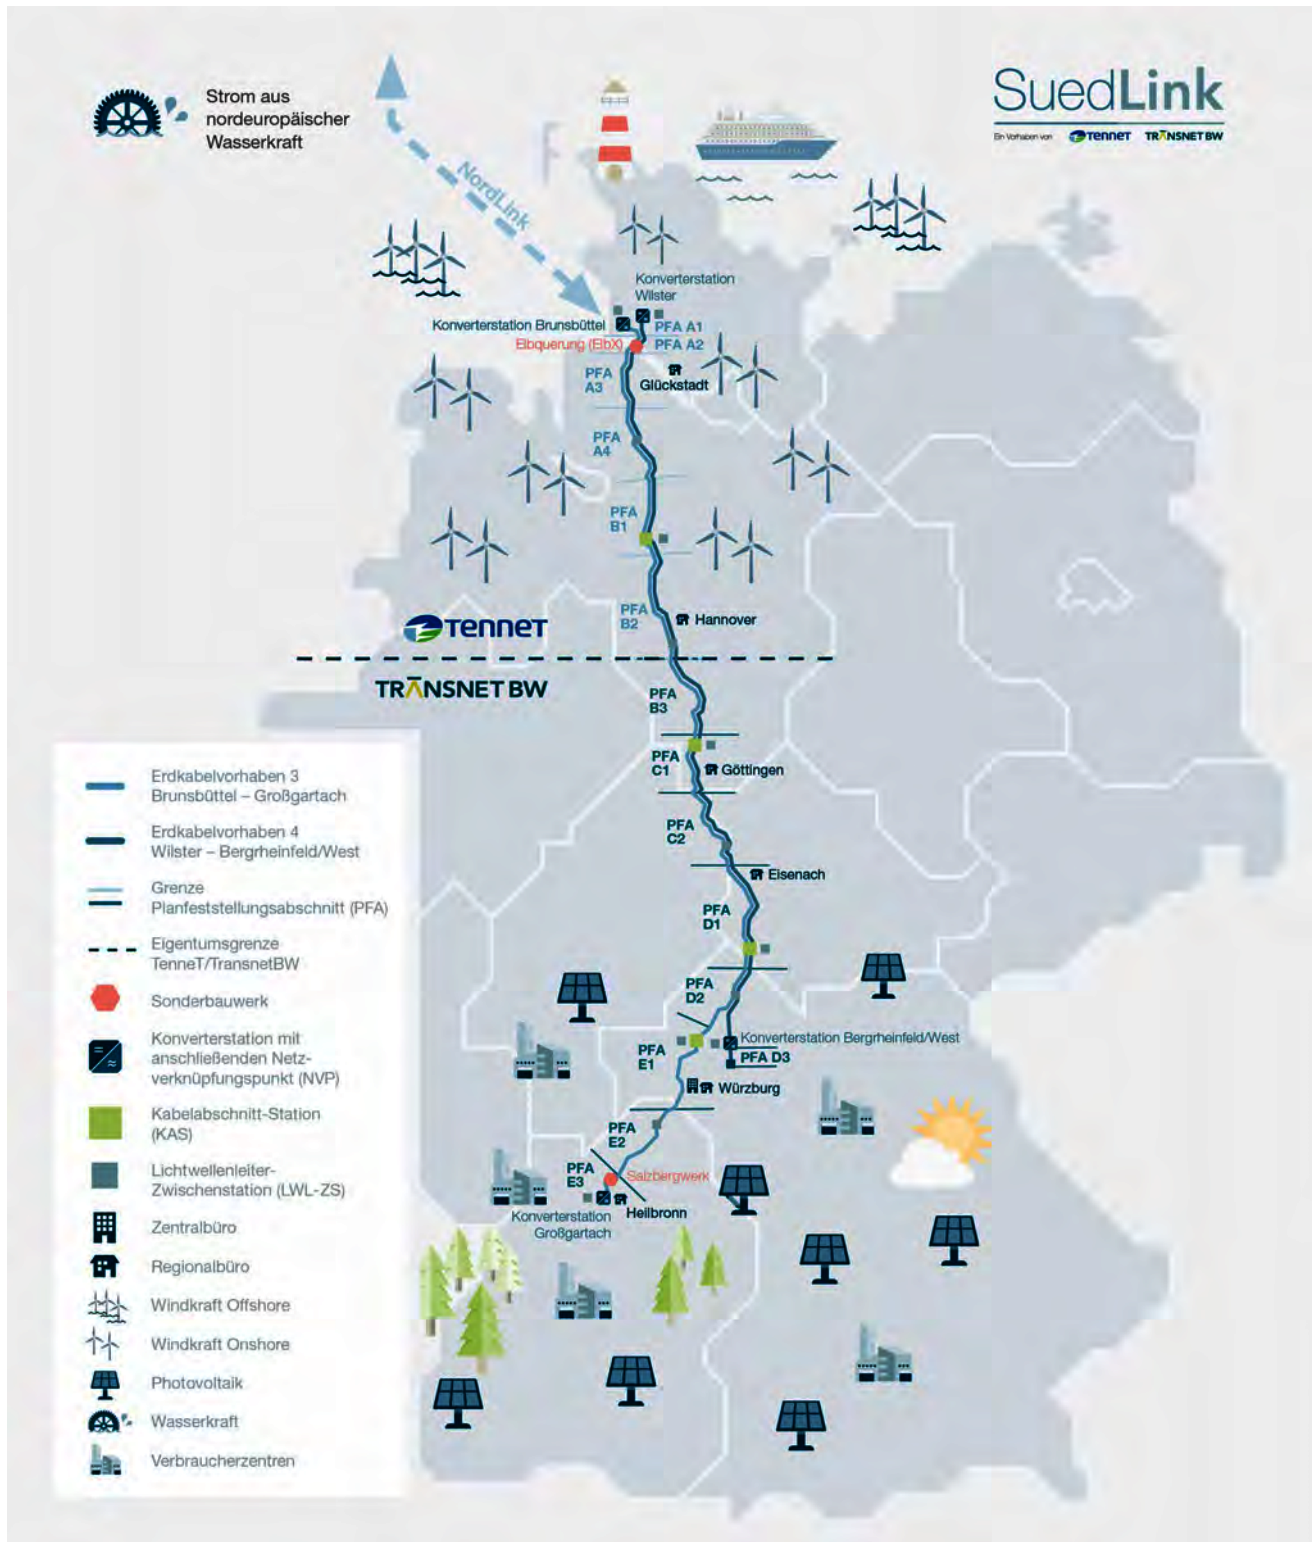 Strom aus
nordeuropäischer
Wasserkraft
SuedLink
Ein Vorhaben von TENNET TRANSNET BW
NordLink
Konverterstation
Wilster
Konverterstation Brunsbüttel
PFA A1
Elbquerung (ElbX)
PFA A2
PFA
A3
Glückstadt
PFA
A4
PFA
B1
PFA
B2
Hannover
TENNET
TRANSNET BW
PFA
B3
PFA
C1
Göttingen
PFA
C2
Eisenach
PFA
D1
PFA
D2
Konverterstation Bergrheinfeld/West
PFA
E1
PFA D3
Würzburg
PFA
E2
PFA
E3
Salzbergwerk
Heilbronn
Konverterstation
Großgartach
Erdkabelvorhaben 3
Brunsbüttel – Großgartach
Erdkabelvorhaben 4
Wilster – Bergrheinfeld/West
Grenze
Planfeststellungsabschnitt (PFA)
Eigentumsgrenze
TenneT/TransnetBW
Sonderbauwerk
Konverterstation mit
anschließenden Netz-
verknüpfungspunkt (NVP)
Kabelabschnitt-Station
(KAS)
Lichtwellenleiter-
Zwischenstation (LWL-ZS)
Zentralbüro
Regionalbüro
Windkraft Offshore
Windkraft Onshore
Photovoltaik
Wasserkraft
Verbraucherzentren